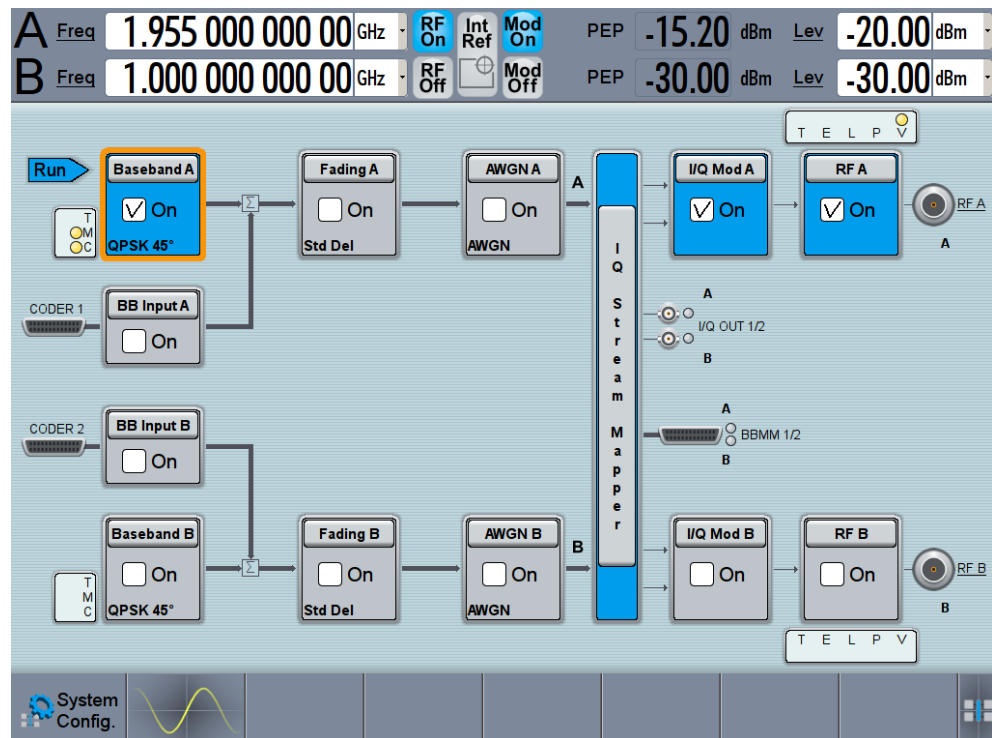 A Freq 1.955 000 000 00 GHz RF On Int Ref Mod On PEP -15.20 dBm Lev -20.00 dBm
B Freq 1.000 000 000 00 GHz RF Off Mod Off PEP -30.00 dBm Lev -30.00 dBm
T E L P V
Run
Baseband A
On
QPSK 45°
T
M
C
Σ
Fading A
On
Std Del
AWGN A
On
AWGN
A
I/Q Mod A
On
RF A
On
RF A
A
CODER 1
BB Input A
On
IQ Stream Mapper
A
I/Q OUT 1/2
B
CODER 2
BB Input B
On
A
BBMM 1/2
B
Baseband B
On
QPSK 45°
T
M
C
Σ
Fading B
On
Std Del
AWGN B
On
AWGN
B
I/Q Mod B
On
RF B
On
RF B
B
T E L P V
System
Config.